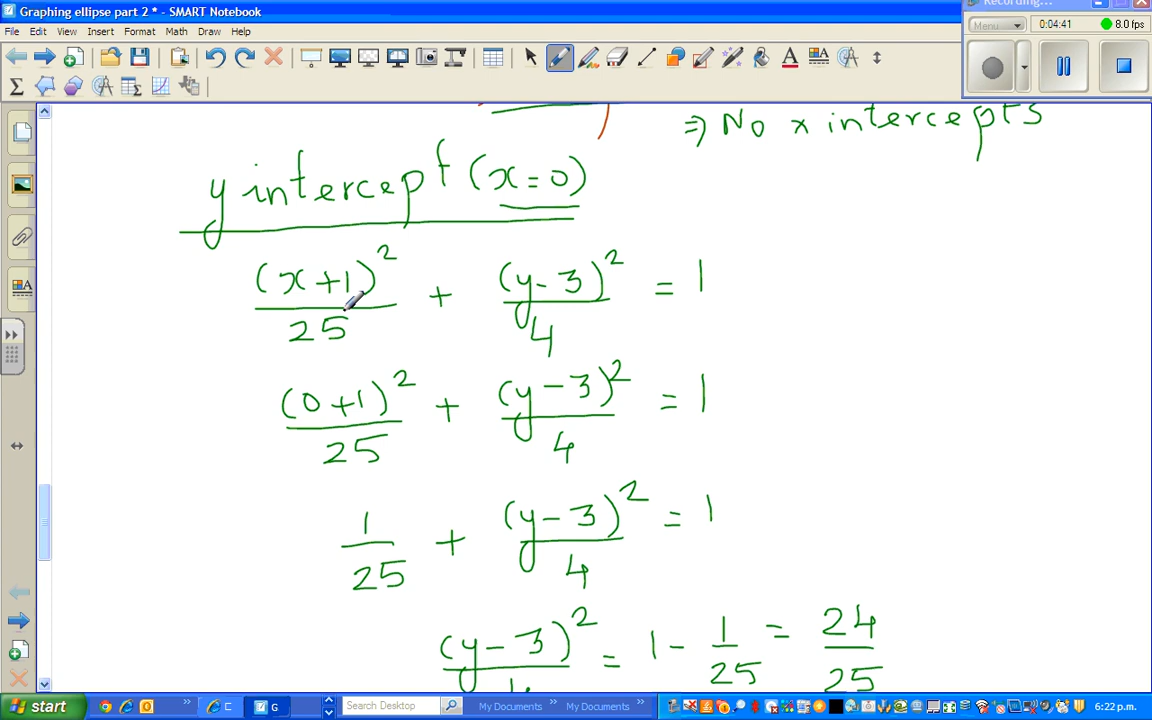 Graphing ellipse part 2 * - SMART Notebook
Recording...
File Edit View Insert Format Math Draw Help
Menu
0:04:41
8.0 fps
⇒ No x intercepts
y intercept (x=0)
(x+1)²/25 + (y-3)²/4 = 1
(0+1)²/25 + (y-3)²/4 = 1
1/25 + (y-3)²/4 = 1
(y-3)²/4 = 1 - 1/25 = 24/25
start
C
G
Search Desktop
My Documents
My Documents
6:22 p.m.